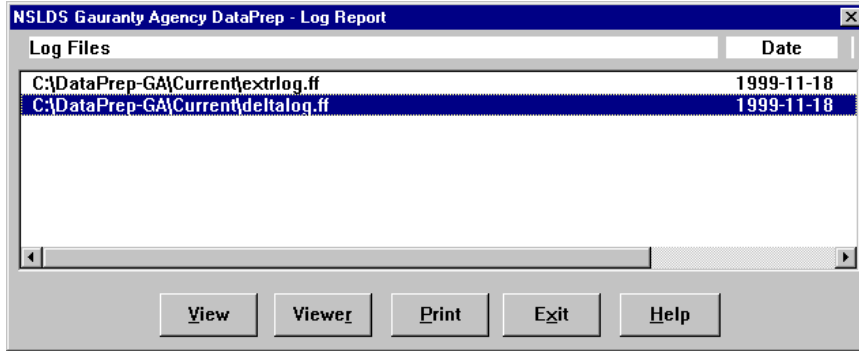 NSLDS Gauranty Agency DataPrep - Log Report
Log Files Date
C:\DataPrep-GA\Current\extrlog.ff 1999-11-18
C:\DataPrep-GA\Current\deltalog.ff 1999-11-18
View Viewer Print Exit Help